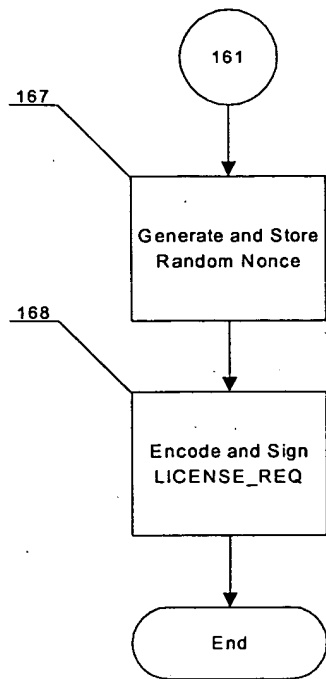 161
167
Generate and Store
Random Nonce
168
Encode and Sign
LICENSE_REQ
End